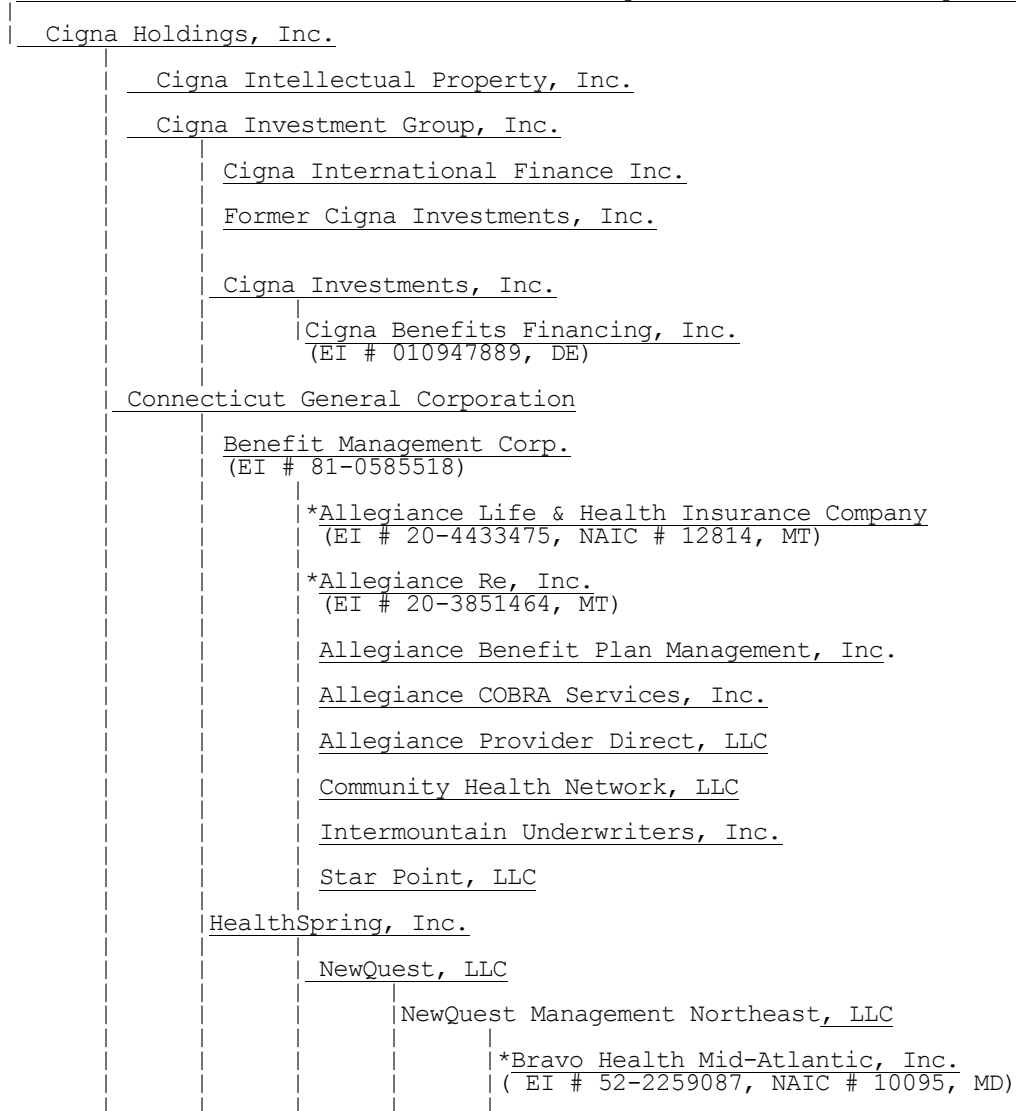 Cigna Holdings, Inc.
Cigna Intellectual Property, Inc.
Cigna Investment Group, Inc.
Cigna International Finance Inc.
Former Cigna Investments, Inc.
Cigna Investments, Inc.
Cigna Benefits Financing, Inc.
(EI # 010947889, DE)
Connecticut General Corporation
Benefit Management Corp.
(EI # 81-0585518)
*Allegiance Life & Health Insurance Company
(EI # 20-4433475, NAIC # 12814, MT)
*Allegiance Re, Inc.
(EI # 20-3851464, MT)
Allegiance Benefit Plan Management, Inc.
Allegiance COBRA Services, Inc.
Allegiance Provider Direct, LLC
Community Health Network, LLC
Intermountain Underwriters, Inc.
Star Point, LLC
HealthSpring, Inc.
NewQuest, LLC
NewQuest Management Northeast, LLC
*Bravo Health Mid-Atlantic, Inc.
( EI # 52-2259087, NAIC # 10095, MD)